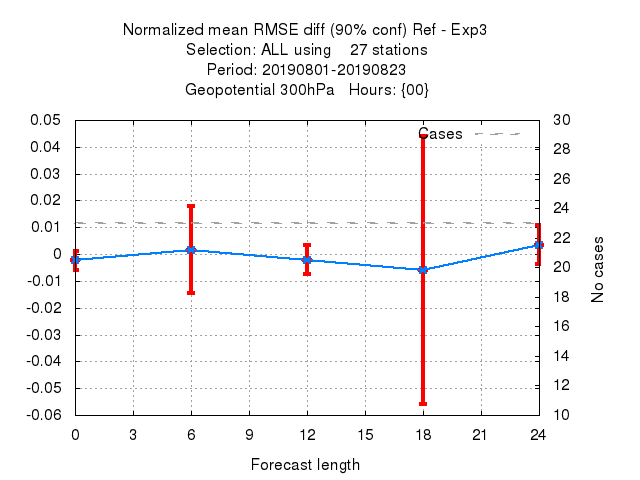 Normalized mean RMSE diff (90% conf) Ref - Exp3
Selection: ALL using    27 stations
Period: 20190801-20190823
Geopotential 300hPa   Hours: {00}
0.05
0.04
0.03
0.02
0.01
0
-0.01
-0.02
-0.03
-0.04
-0.05
-0.06
Cases
30
28
26
24
22
20
18
16
14
12
10
No cases
0 3 6 9 12 15 18 21 24
Forecast length